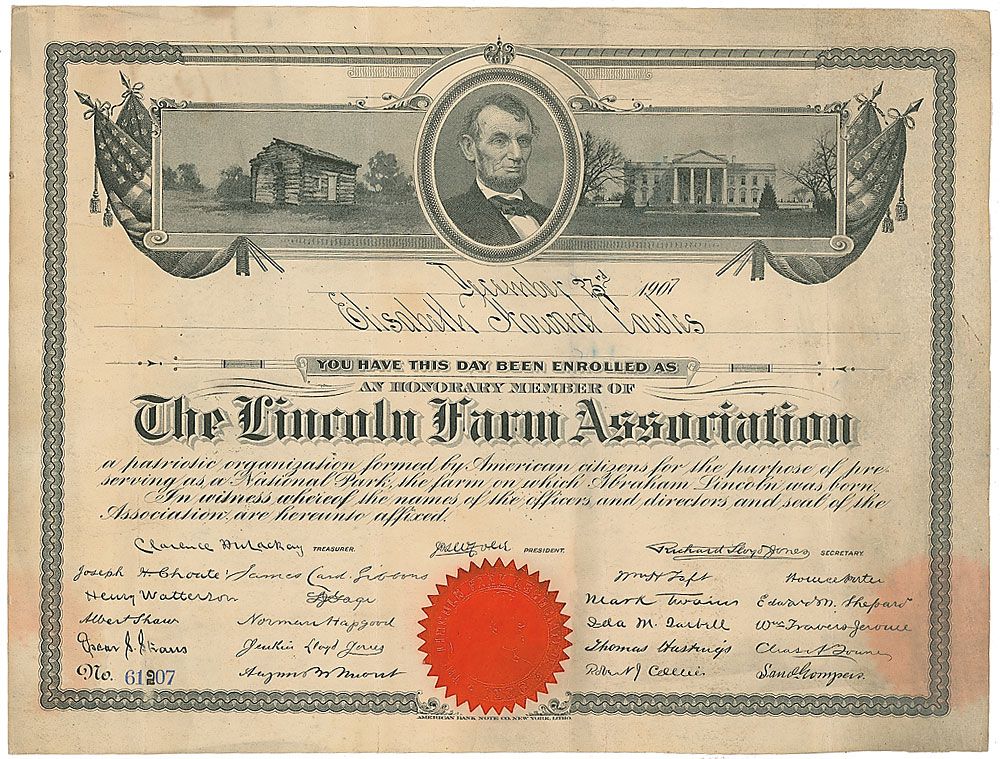 December 23rd 1907
Elisabeth Howard Cowles
YOU HAVE THIS DAY BEEN ENROLLED AS
AN HONORARY MEMBER OF
The Lincoln Farm Association
a patriotic organization formed by American citizens for the purpose of pre-
serving as a National Park, the farm on which Abraham Lincoln was born.
In witness whereof the names of the officers and directors and seal of the
Association are hereunto affixed.
Clarence H Mackay TREASURER. PRESIDENT. Richard Lloyd Jones SECRETARY
Joseph H. Choate James Card. Gibbons Wm H Taft Horace Porter
Henry Watterson Mark Twain Edward M. Shepard
Albert Shaw Norman Hapgood Ida M. Tarbell Wm Travers Jerome
Oscar S. Straus Jenkin Lloyd Jones Thomas Hastings
No. 61207 Robert J Collier Saml Gompers.
AMERICAN BANK NOTE CO. NEW YORK, LITHO.